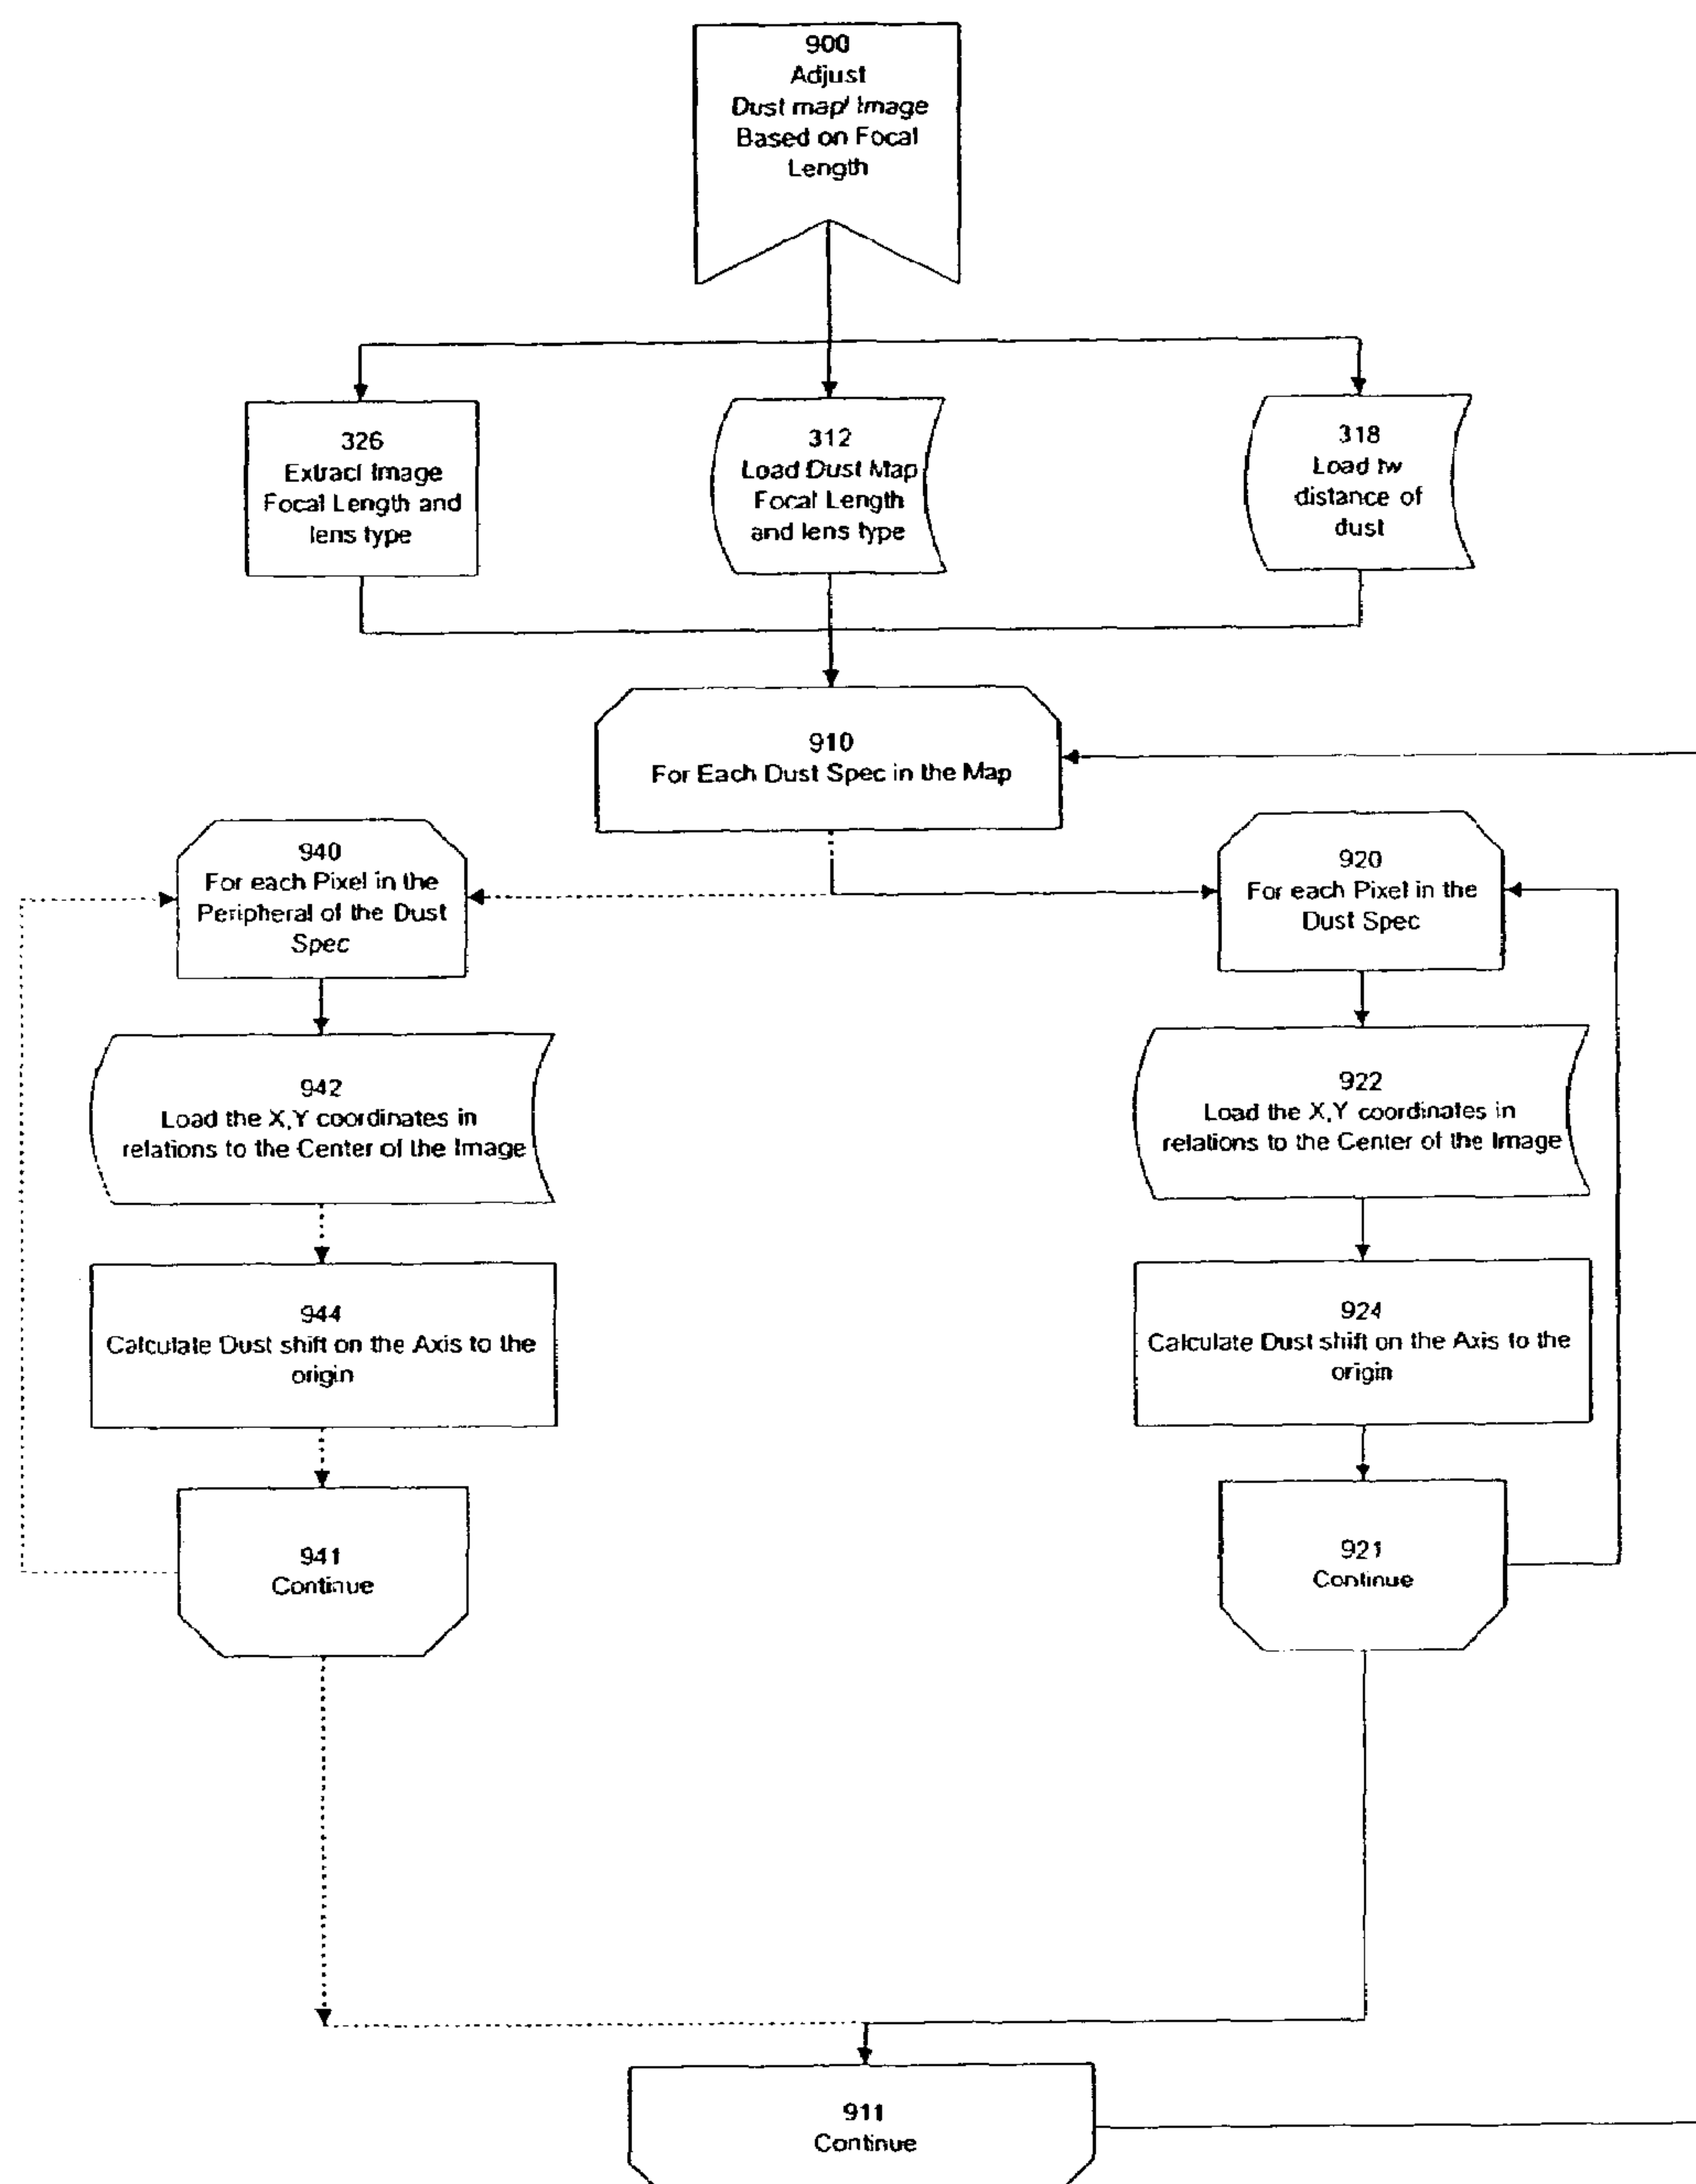 900
Adjust
Dust map/ Image
Based on Focal
Length
326
Extract Image
Focal Length and
lens type
312
Load Dust Map
Focal Length
and lens type
318
Load tw
distance of
dust
910
For Each Dust Spec in the Map
940
For each Pixel in the
Peripheral of the Dust
Spec
920
For each Pixel in the
Dust Spec
942
Load the X,Y coordinates in
relations to the Center of the Image
922
Load the X,Y coordinates in
relations to the Center of the Image
944
Calculate Dust shift on the Axis to the
origin
924
Calculate Dust shift on the Axis to the
origin
941
Continue
921
Continue
911
Continue